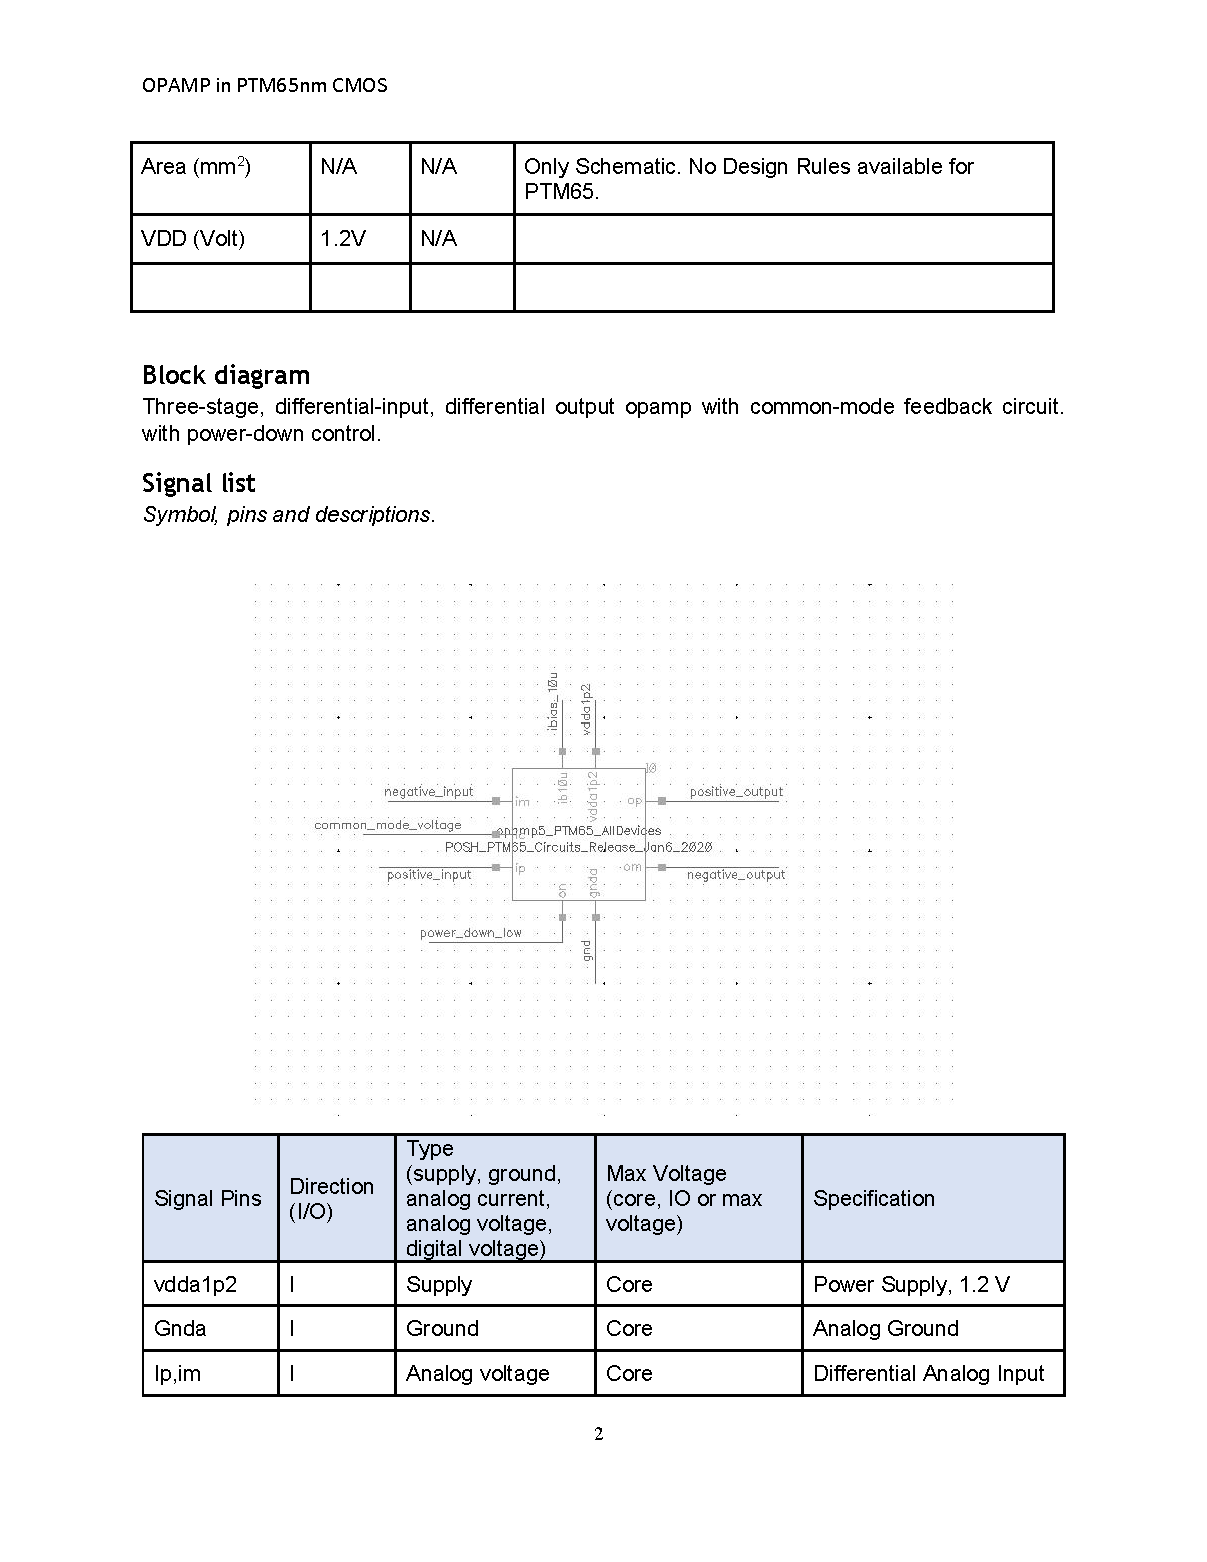 OPAMP in PTM65nm CMOS
Area (mm²) N/A N/A Only Schematic. No Design Rules available for
PTM65.
VDD (Volt) 1.2V N/A
Block diagram
Three-stage, differential-input, differential output opamp with common-mode feedback circuit.
with power-down control.
Signal list
Symbol, pins and descriptions.
ibias_10u
vdda1p2
I0
negative_input
im
ib10u
vdda1p2
op
positive_output
common_mode_voltage
opamp5_PTM65_AllDevices
POSH_PTM65_Circuits_Release_Jan6_2020
positive_input
ip
om
negative_output
on
gnda
power_down_low
gnd
Signal Pins
Direction
(I/O)
Type
(supply, ground,
analog current,
analog voltage,
digital voltage)
Max Voltage
(core, IO or max
voltage)
Specification
vdda1p2 I Supply Core Power Supply, 1.2 V
Gnda I Ground Core Analog Ground
Ip,im I Analog voltage Core Differential Analog Input
2